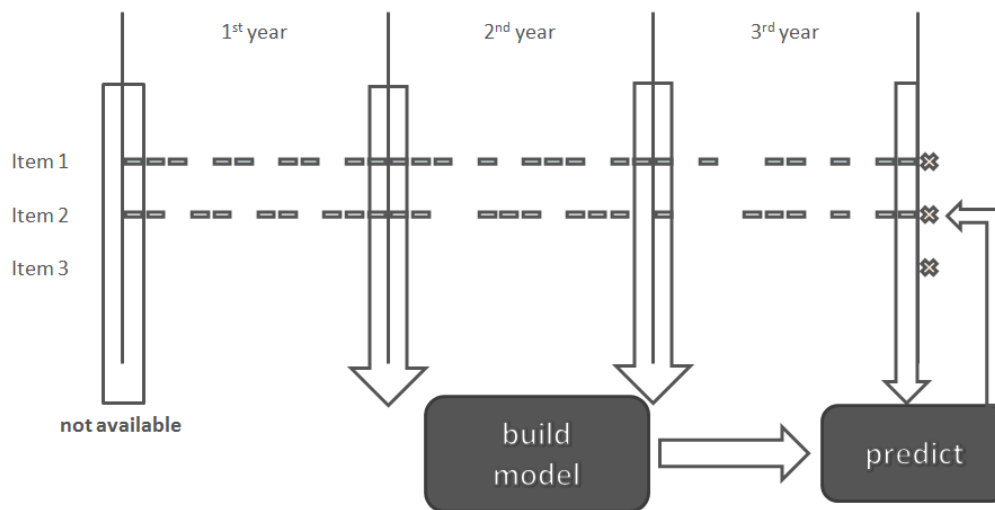 1st year
2nd year
3rd year
Item 1
Item 2
Item 3
not available
build
model
predict